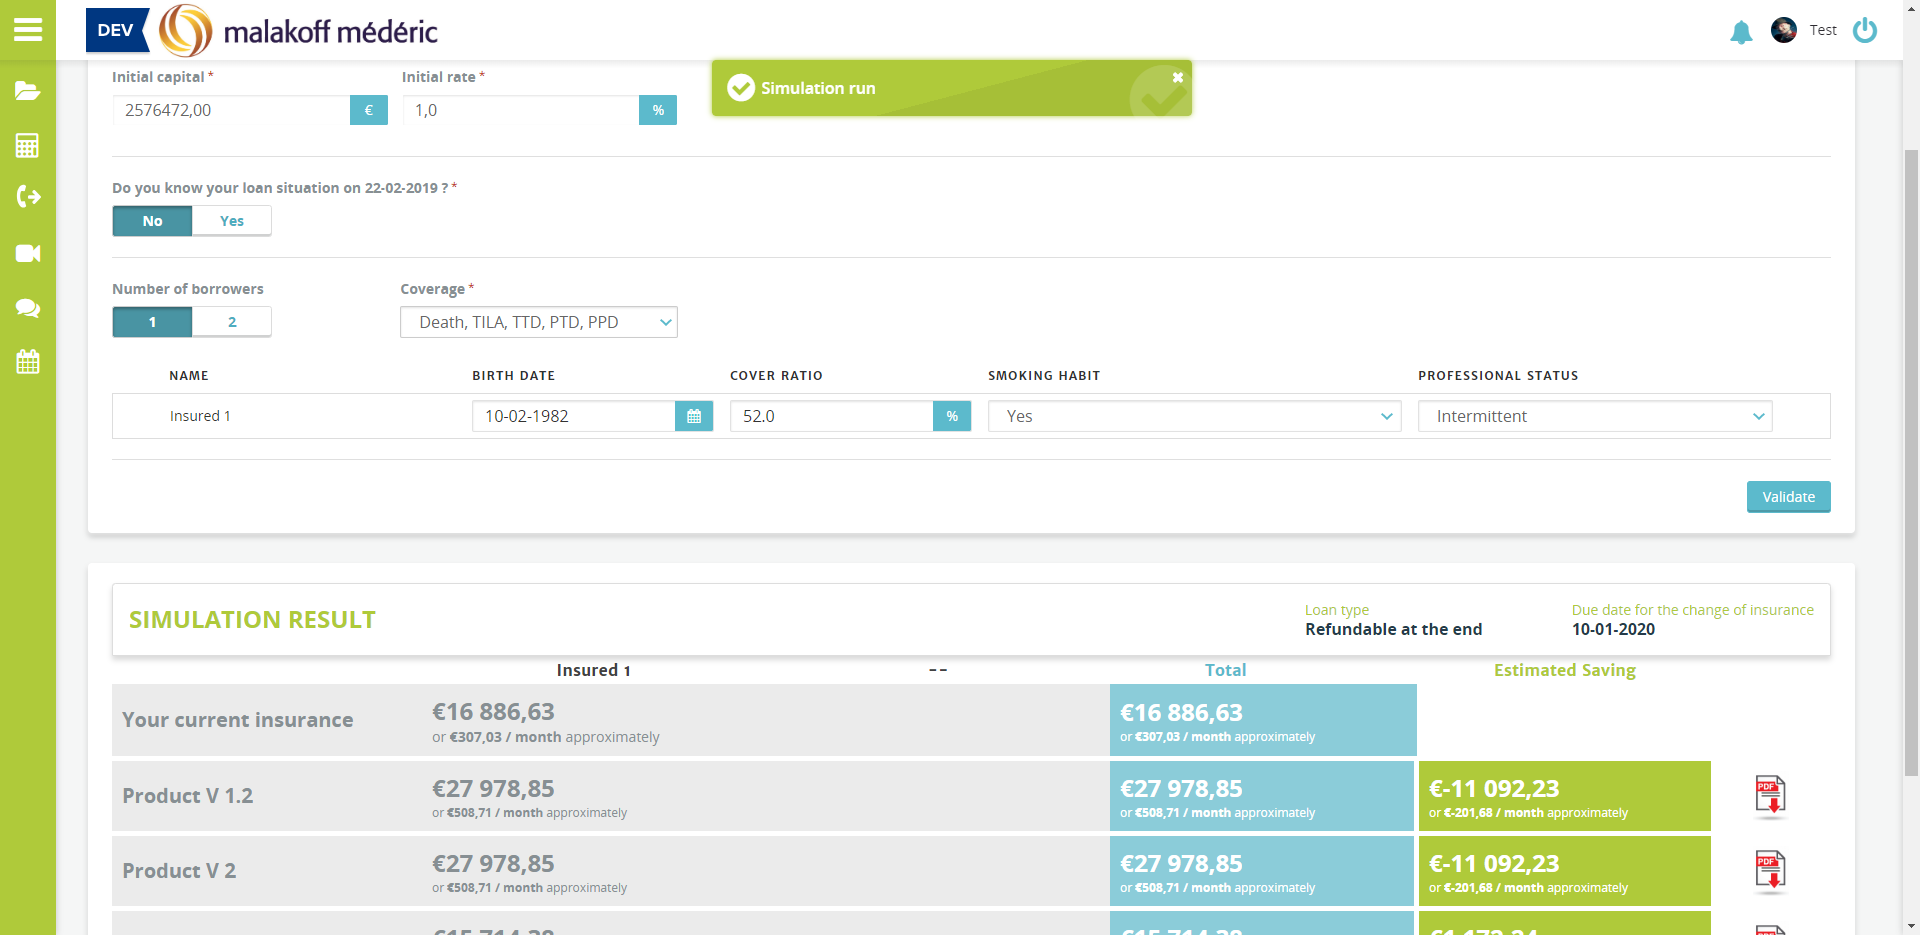 DEV
malakoff médéric
Test
Initial capital *
Initial rate *
2576472,00 €
1,0 %
Simulation run
Do you know your loan situation on 22-02-2019 ? *
No Yes
Number of borrowers
Coverage *
1 2
Death, TILA, TTD, PTD, PPD
NAME BIRTH DATE COVER RATIO SMOKING HABIT PROFESSIONAL STATUS
Insured 1 10-02-1982 52.0 % Yes Intermittent
Validate
SIMULATION RESULT
Loan type
Refundable at the end
Due date for the change of insurance
10-01-2020
Insured 1 -- Total Estimated Saving
Your current insurance
€16 886,63
or €307,03 / month approximately
€16 886,63
or €307,03 / month approximately
Product V 1.2
€27 978,85
or €508,71 / month approximately
€27 978,85
or €508,71 / month approximately
€-11 092,23
or €-201,68 / month approximately
PDF
Product V 2
€27 978,85
or €508,71 / month approximately
€27 978,85
or €508,71 / month approximately
€-11 092,23
or €-201,68 / month approximately
PDF